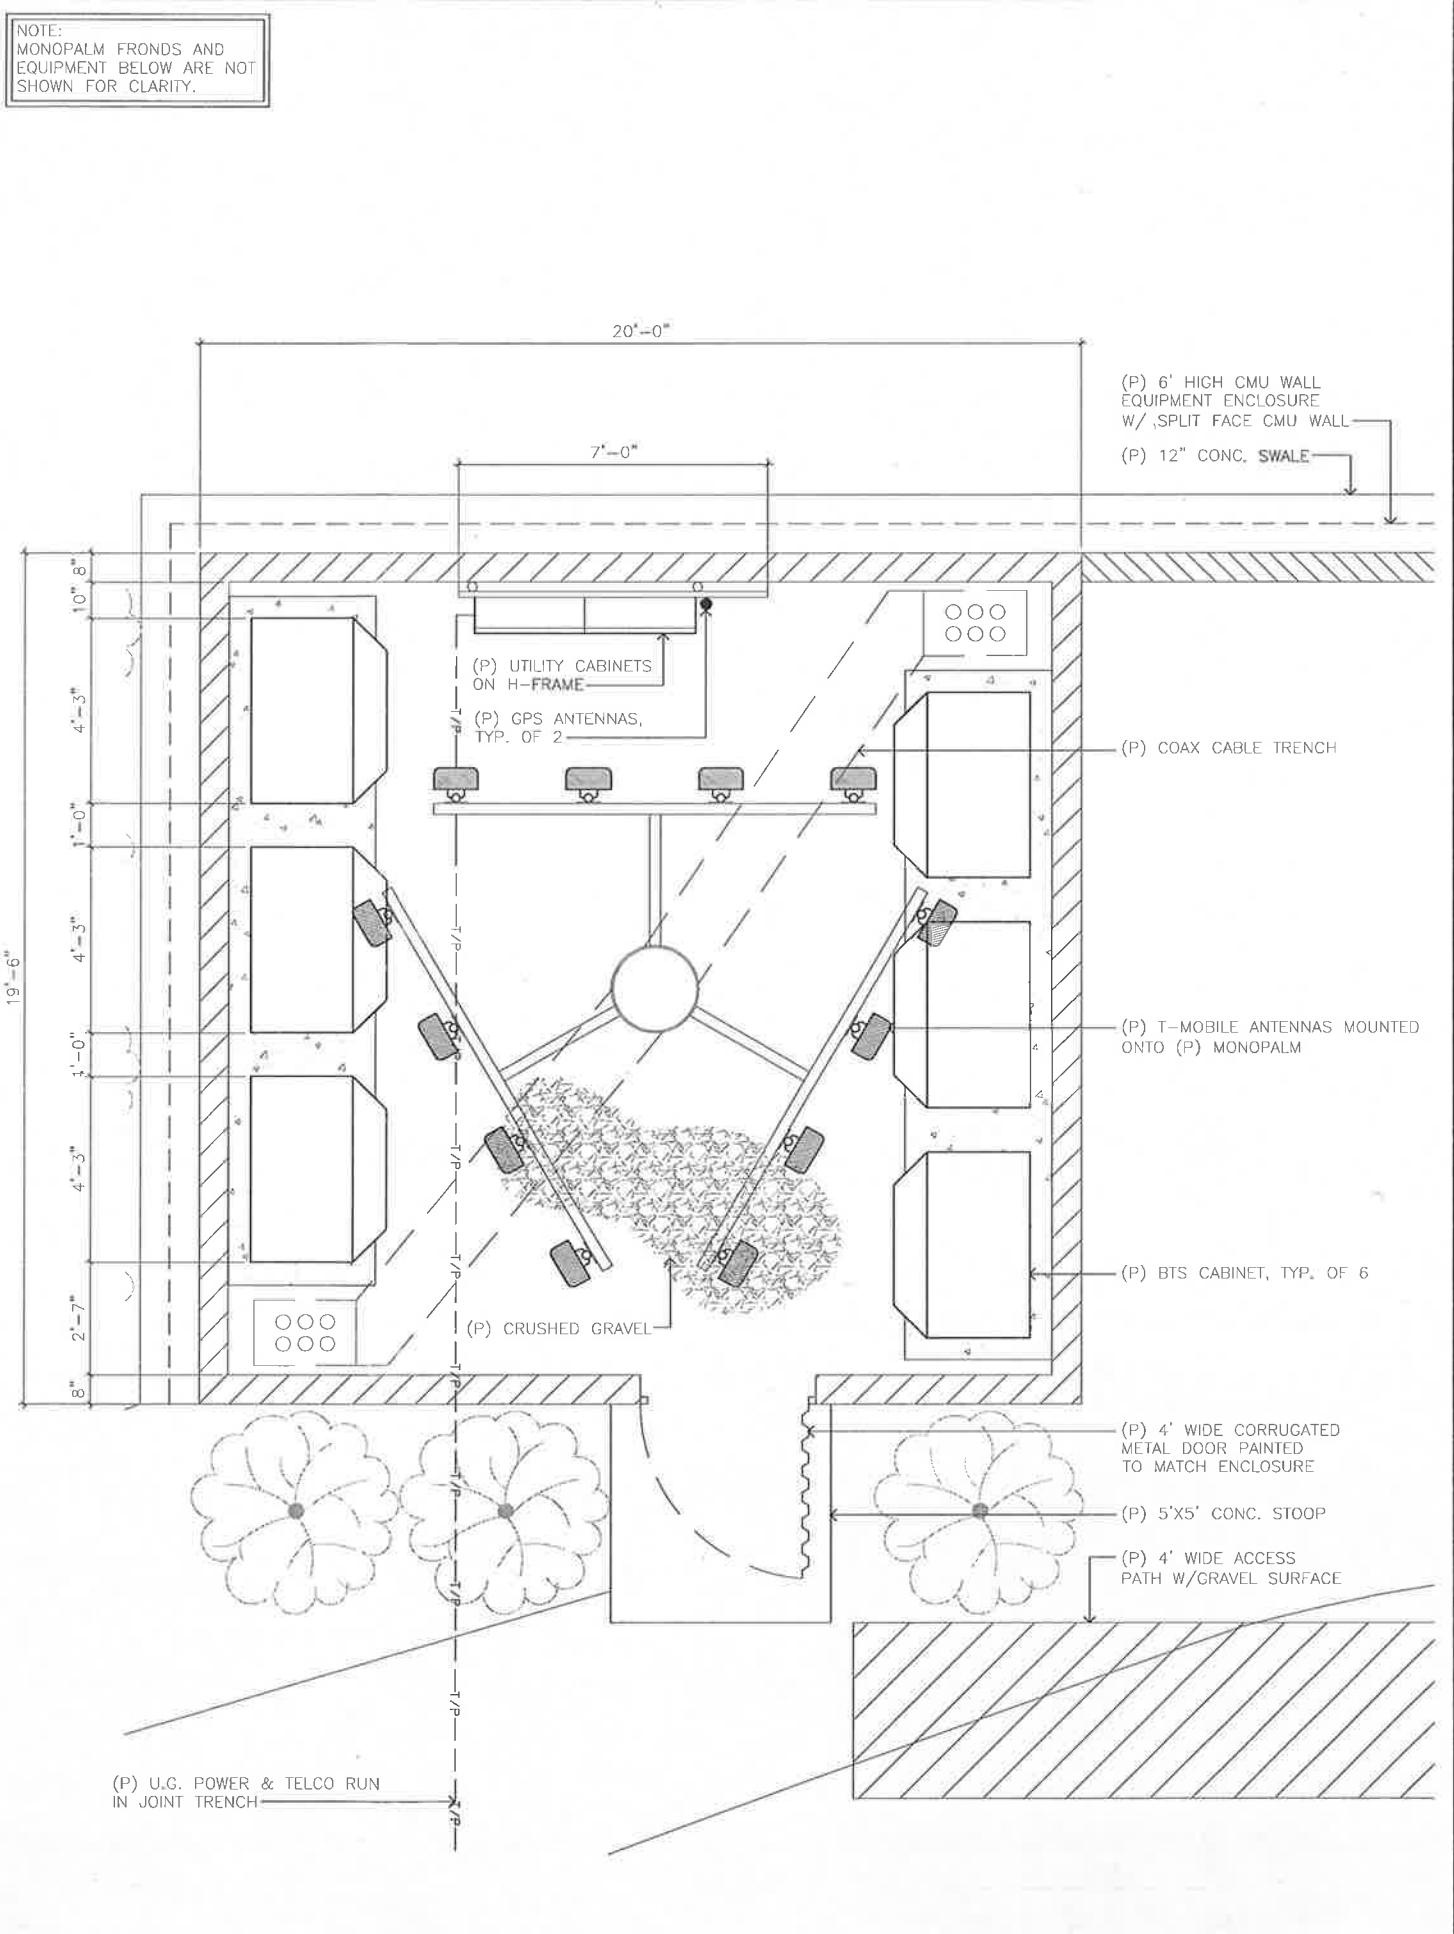 NOTE:
MONOPALM FRONDS AND
EQUIPMENT BELOW ARE NOT
SHOWN FOR CLARITY.
20'-0"
(P) 6' HIGH CMU WALL
EQUIPMENT ENCLOSURE
W/ SPLIT FACE CMU WALL
(P) 12" CONC. SWALE
7'-0"
8"
10"
4'-3"
1'-0"
4'-3"
1'-0"
4'-3"
2'-7"
8"
19'-6"
(P) UTILITY CABINETS
ON H-FRAME
(P) GPS ANTENNAS,
TYP. OF 2
T/P
(P) COAX CABLE TRENCH
T/P
(P) T-MOBILE ANTENNAS MOUNTED
ONTO (P) MONOPALM
T/P
T/P
T/P
(P) BTS CABINET, TYP. OF 6
(P) CRUSHED GRAVEL
T/P
(P) 4' WIDE CORRUGATED
METAL DOOR PAINTED
TO MATCH ENCLOSURE
T/P
(P) 5'X5' CONC. STOOP
(P) 4' WIDE ACCESS
PATH W/GRAVEL SURFACE
T/P
T/P
(P) U.G. POWER & TELCO RUN
IN JOINT TRENCH
T/P